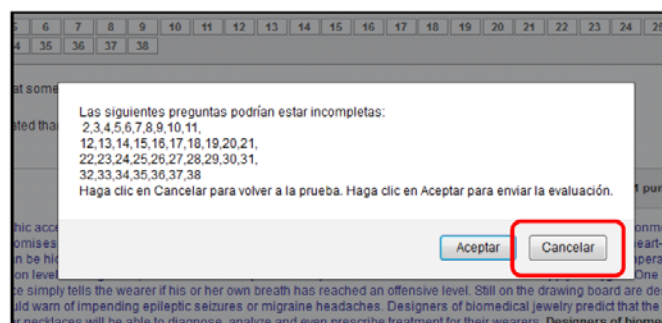 6 7 8 9 10 11 12 13 14 15 16 17 18 19 20 21 22 23 24
35 36 37 38
at some
ated tha
Las siguientes preguntas podrían estar incompletas:
2,3,4,5,6,7,8,9,10,11,
12,13,14,15,16,17,18,19,20,21,
22,23,24,25,26,27,28,29,30,31,
32,33,34,35,36,37,38
Haga clic en Cancelar para volver a la prueba. Haga clic en Aceptar para enviar la evaluación.
Aceptar Cancelar
ce simply tells the wearer if his or her own breath has reached an offensive level. Still on the drawing board are
uld warn of impending epileptic seizures or migraine headaches. Designers of biomedical jewelry predict that the
necklaces will be able to diagnose, analyze and even prescribe treatment for their wearers. Designers of